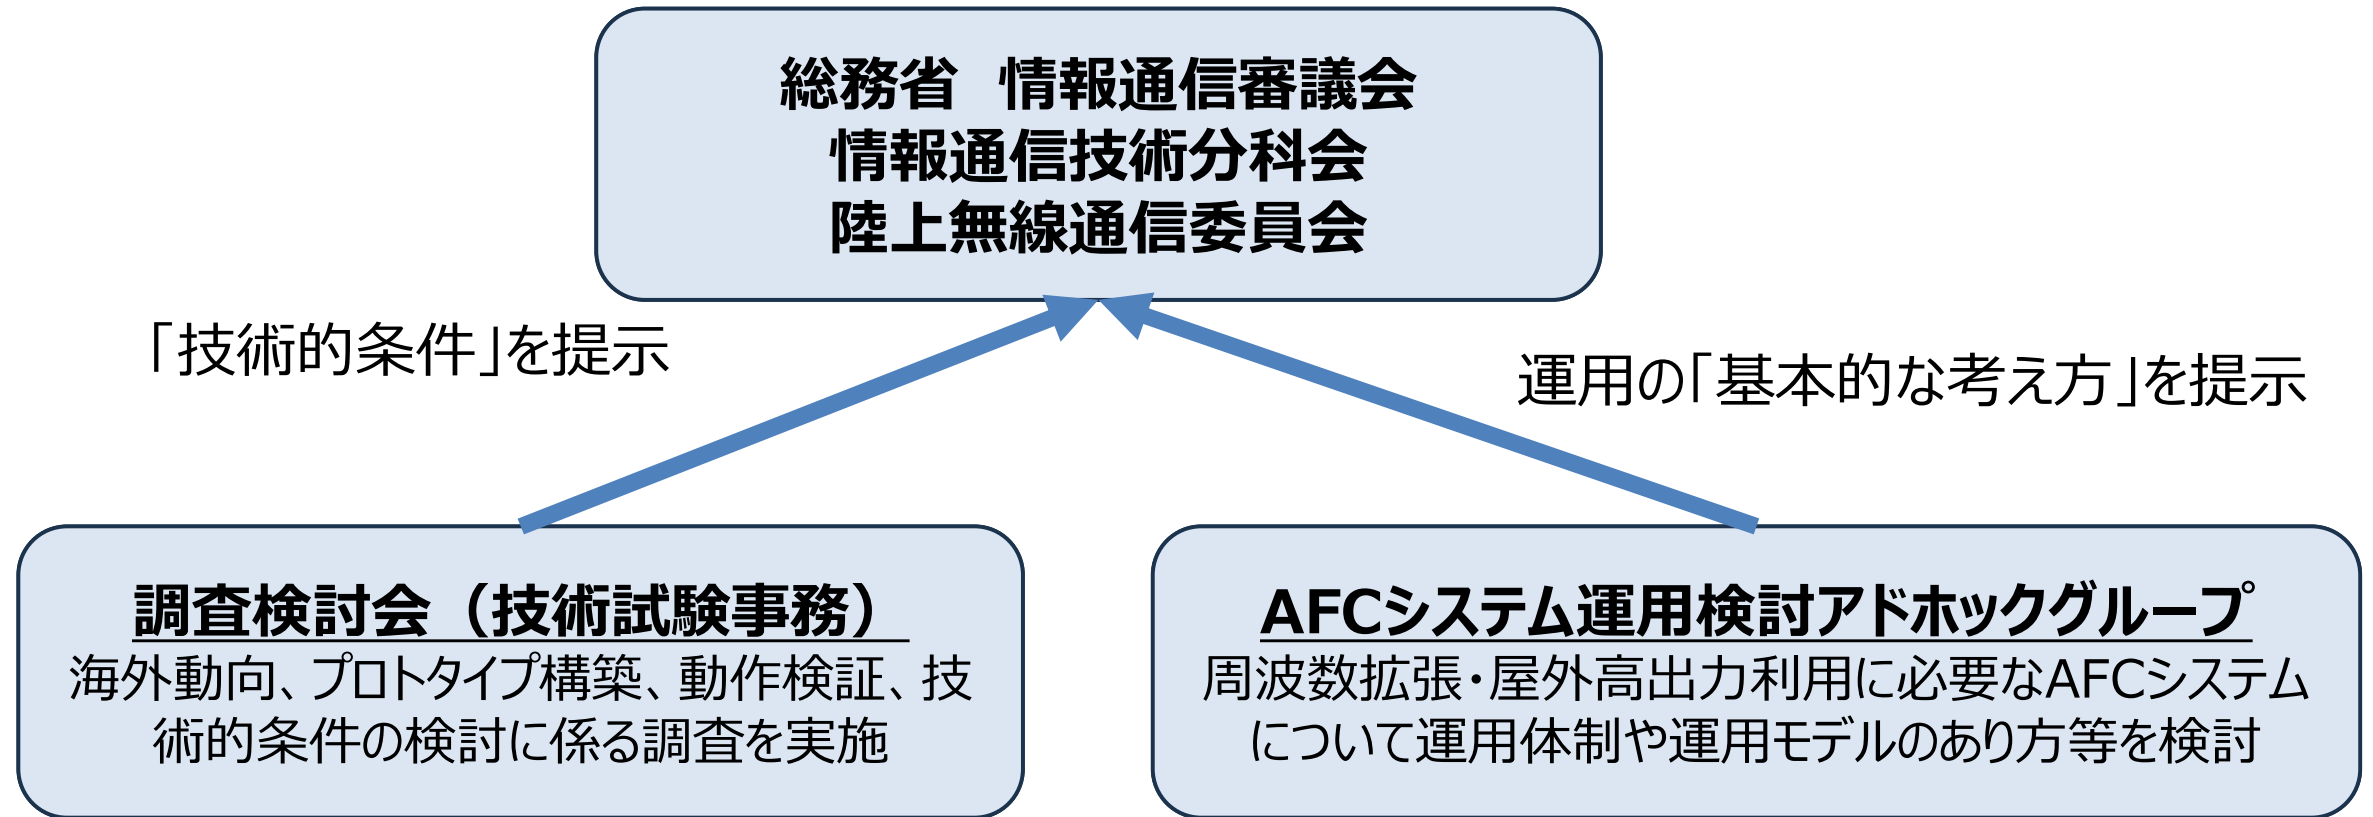 総務省　情報通信審議会
情報通信技術分科会
陸上無線通信委員会
「技術的条件」を提示
運用の「基本的な考え方」を提示
調査検討会（技術試験事務）
海外動向、プロトタイプ構築、動作検証、技
術的条件の検討に係る調査を実施
AFCシステム運用検討アドホックグループ
周波数拡張・屋外高出力利用に必要なAFCシステム
について運用体制や運用モデルのあり方等を検討